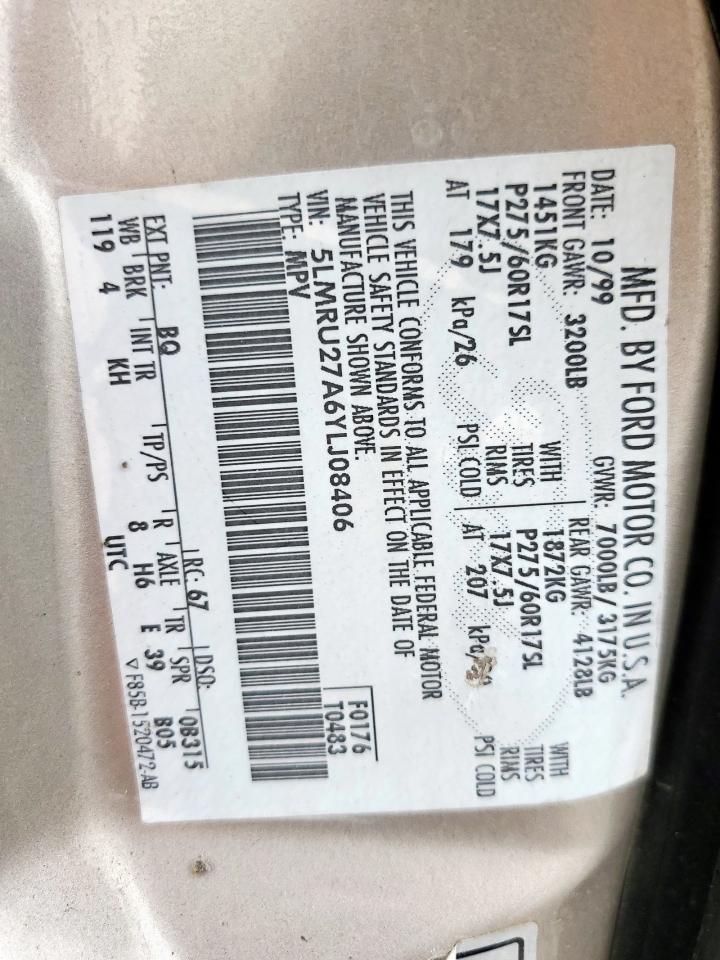 MFD. BY FORD MOTOR CO. IN U.S.A.
DATE: 10/99 GVWR: 7000LB/3175KG
FRONT GAWR: 3200LB REAR GAWR: 4128LB
1451KG WITH 1872KG WITH
P275/60R17SL TIRES P275/60R17SL TIRES
17X7.5J RIMS 17X7.5J RIMS
AT 179 kPa/26 PSI COLD AT 207 kPa/ PSI COLD
THIS VEHICLE CONFORMS TO ALL APPLICABLE FEDERAL MOTOR
VEHICLE SAFETY STANDARDS IN EFFECT ON THE DATE OF
MANUFACTURE SHOWN ABOVE.
VIN: 5LMRU27A6YLJ08406 F0176
TYPE: MPV T0483
EXT PNT: BQ RC: 67 DSO: 0B315
WB BRK INT TR TP/PS R AXLE TR SPR B05
119 4 KH 8 H6 E 39
UTC ▽ F85B-1520472-AB